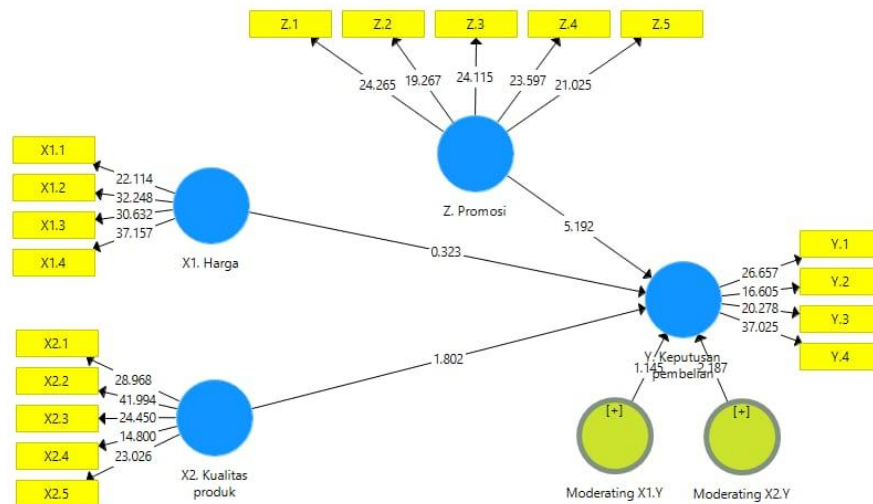 Z.1
Z.2
Z.3
Z.4
Z.5
24.265
19.267
24.115
23.597
21.025
Z. Promosi
X1.1
X1.2
X1.3
X1.4
22.114
32.248
30.632
37.157
X1. Harga
0.323
5.192
Y.1
Y.2
Y.3
Y.4
26.657
16.605
20.278
37.025
Y. Keputusan
pembelian
X2.1
X2.2
X2.3
X2.4
X2.5
28.968
41.994
24.450
14.800
23.026
X2. Kualitas
produk
1.802
1.145
2.187
[+]
[+]
Moderating X1.Y
Moderating X2.Y